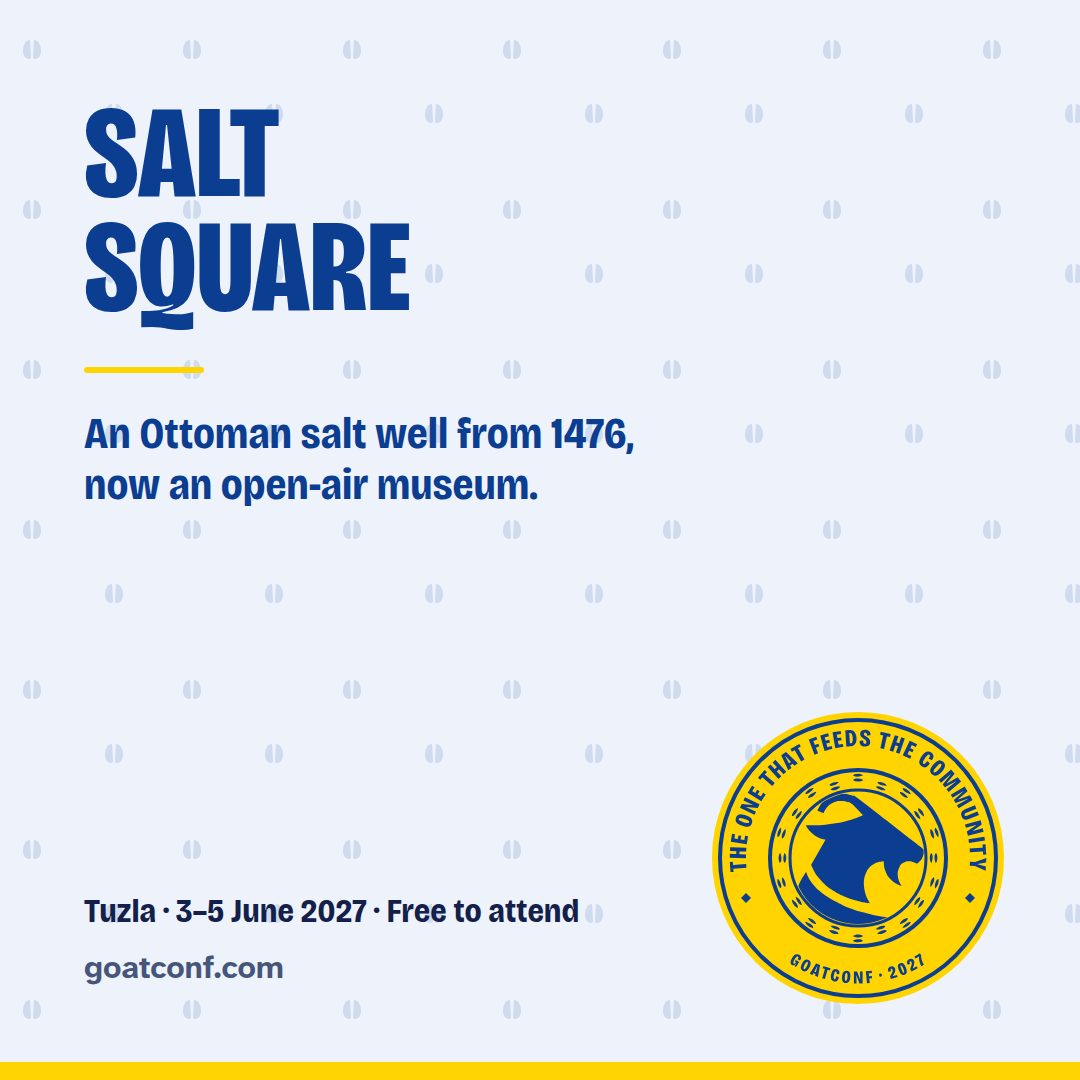 SALT
SQUARE
An Ottoman salt well from 1476,
now an open-air museum.
Tuzla · 3–5 June 2027 · Free to attend
goatconf.com
THE ONE THAT FEEDS THE COMMUNITY
GOATCONF · 2027